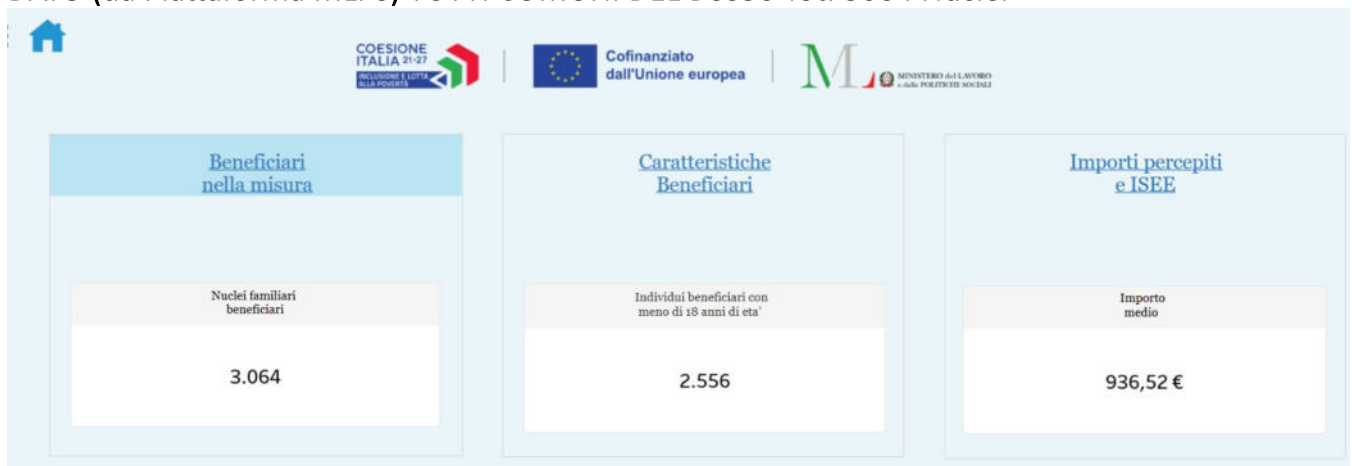 COESIONE
ITALIA 21-27
INCLUSIONE E LOTTA
ALLA POVERTÀ
Cofinanziato
dall'Unione europea
MINISTERO del LAVORO
e delle POLITICHE SOCIALI
Beneficiari
nella misura
Caratteristiche
Beneficiari
Importi percepiti
e ISEE
Nuclei familiari
beneficiari
Individui beneficiari con
meno di 18 anni di eta'
Importo
medio
3.064
2.556
936,52 €